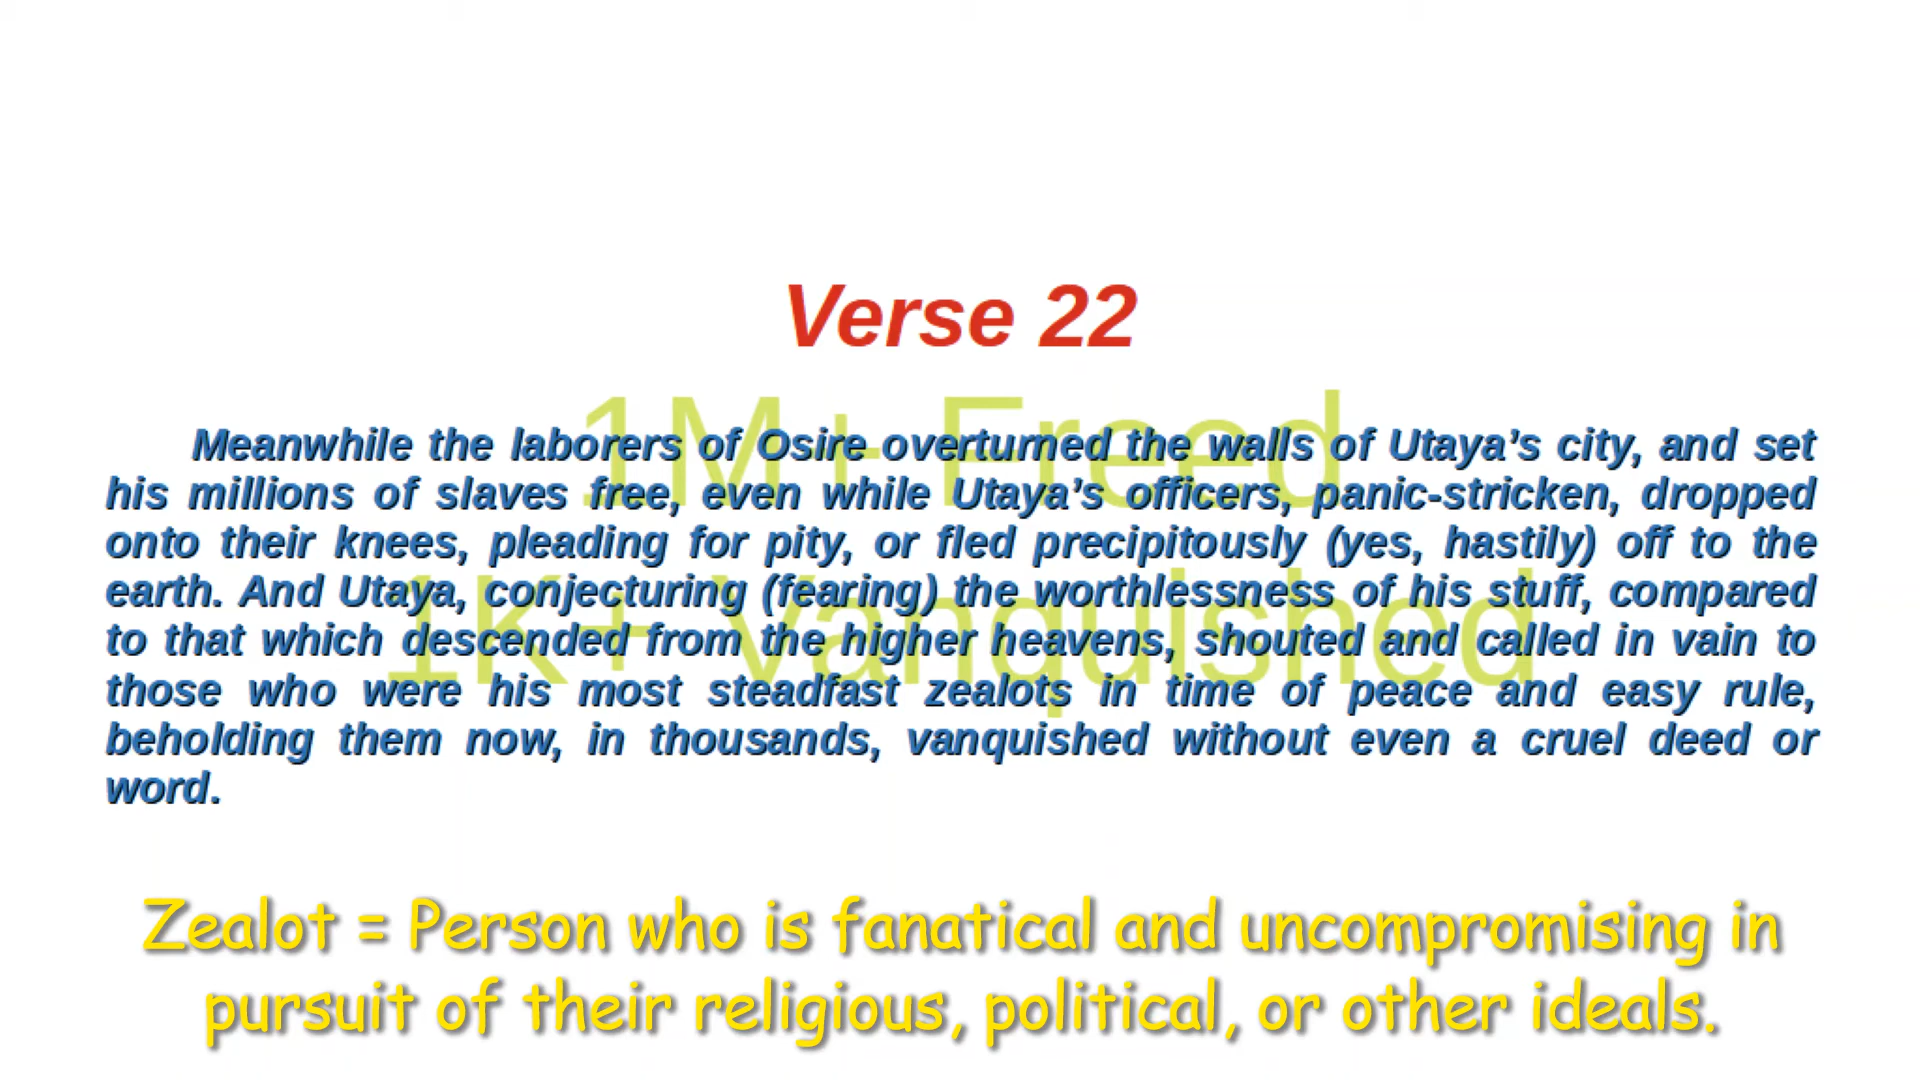 Verse 22
1M+ Freed
Meanwhile the laborers of Osire overturned the walls of Utaya’s city, and set
his millions of slaves free, even while Utaya’s officers, panic-stricken, dropped
onto their knees, pleading for pity, or fled precipitously (yes, hastily) off to the
earth. And Utaya, conjecturing (fearing) the worthlessness of his stuff, compared
1K+ Vanquished
to that which descended from the higher heavens, shouted and called in vain to
those who were his most steadfast zealots in time of peace and easy rule,
beholding them now, in thousands, vanquished without even a cruel deed or
word.
Zealot = Person who is fanatical and uncompromising in
pursuit of their religious, political, or other ideals.